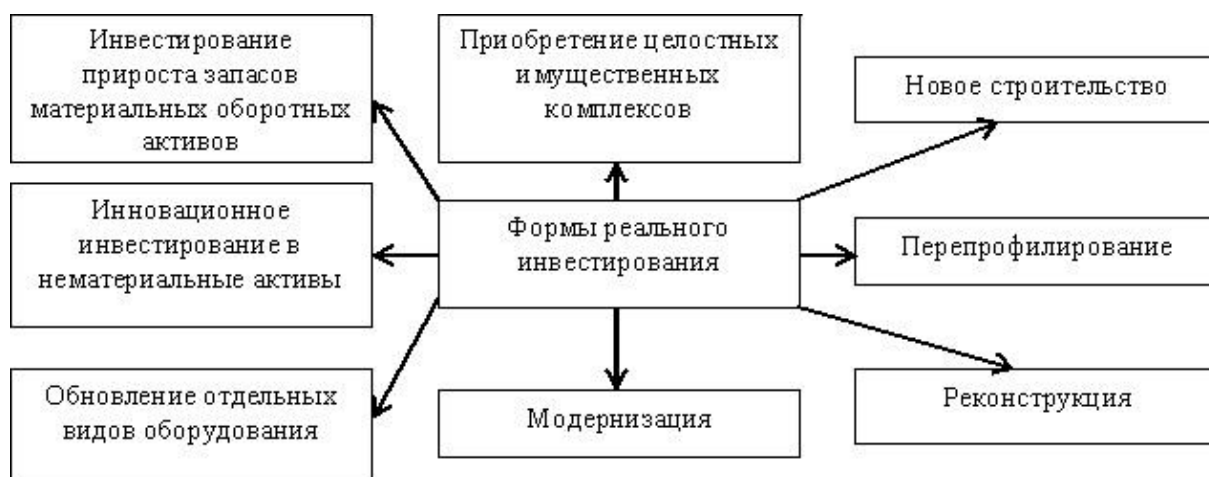 Инвестирование
прироста запасов
материальных оборотных
активов
Приобретение целостных
имущественных
комплексов
Новое строительство
Инновационное
инвестирование в
нематериальные активы
Формы реального
инвестирования
Перепрофилирование
Обновление отдельных
видов оборудования
Модернизация
Реконструкция